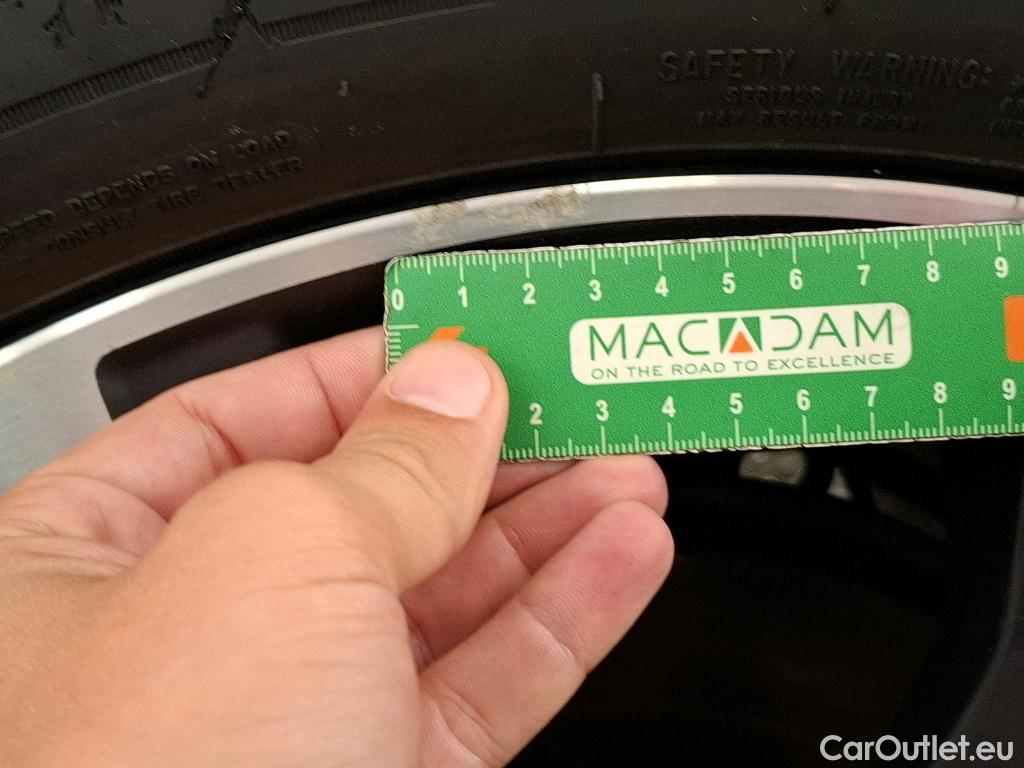 SAFETY WARNING:
SERIOUS INJURY
MAY RESULT FROM
SPEED DEPENDS ON LOAD
CONSULT TIRE DEALER
0 1 2 3 4 5 6 7 8 9
MACADAM
ON THE ROAD TO EXCELLENCE
2 3 4 5 6 7 8 9
CarOutlet.eu